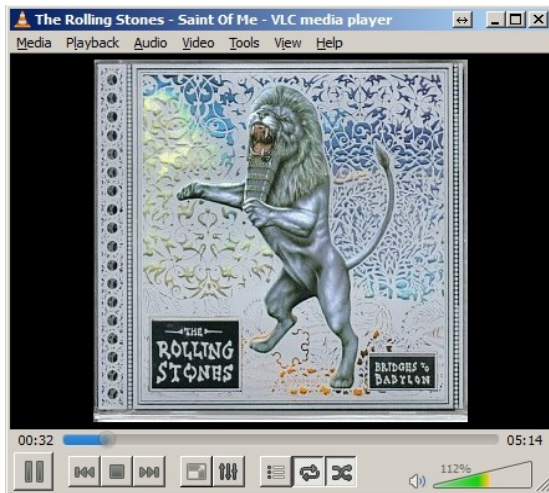 The Rolling Stones - Saint Of Me - VLC media player
Media Playback Audio Video Tools View Help
THE
ROLLING
STONES
BRIDGES TO
BABYLON
00:32
05:14
112%